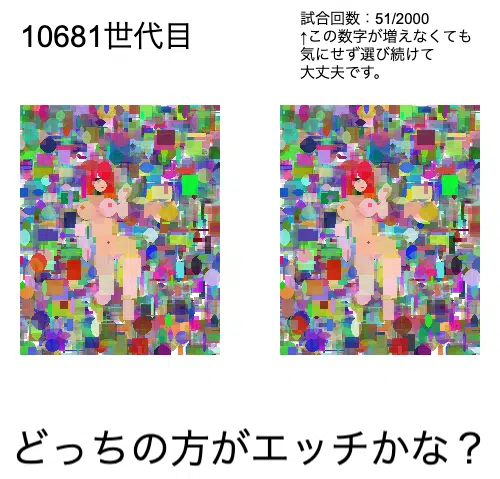 10681世代目
試合回数：51/2000
↑この数字が増えなくても
気にせず選び続けて
大丈夫です。
どっちの方がエッチかな？